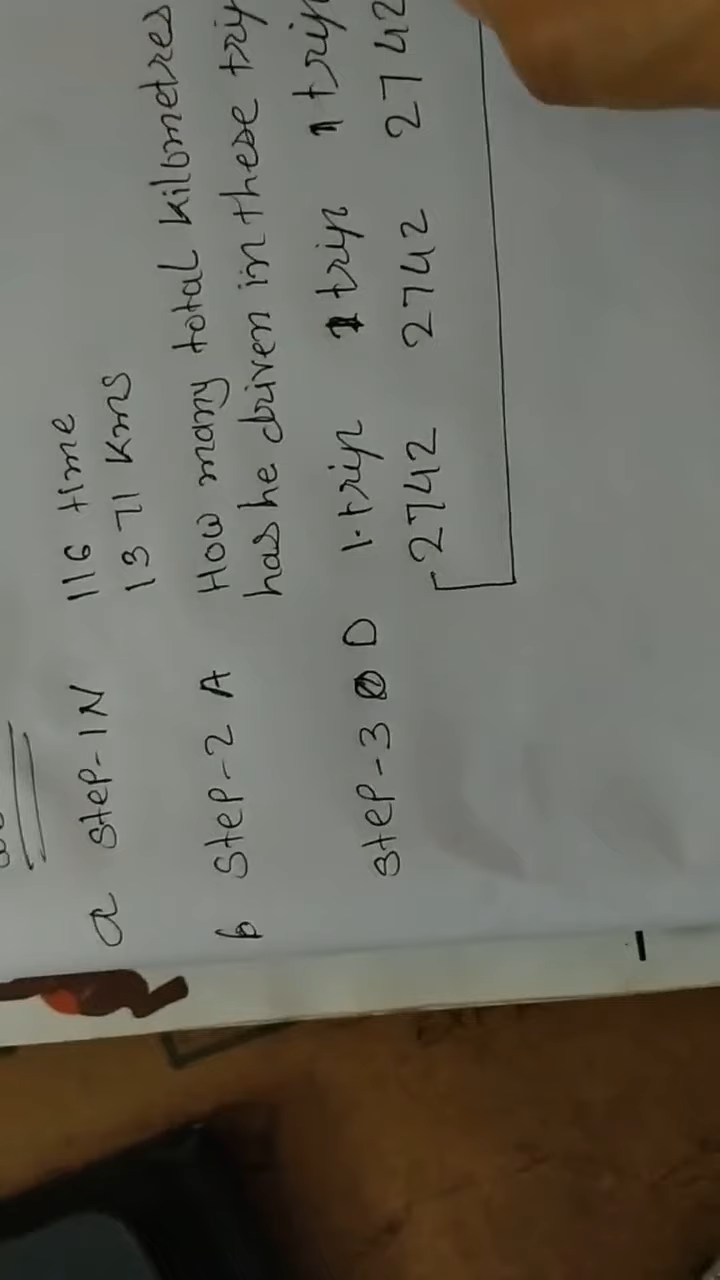 a step-1N 116 time
1371 kms
b step-2 A How many total kilometres
has he driven in these trip
step-3 D 1.trip 1 trip 1 trip
2742 2742 2742